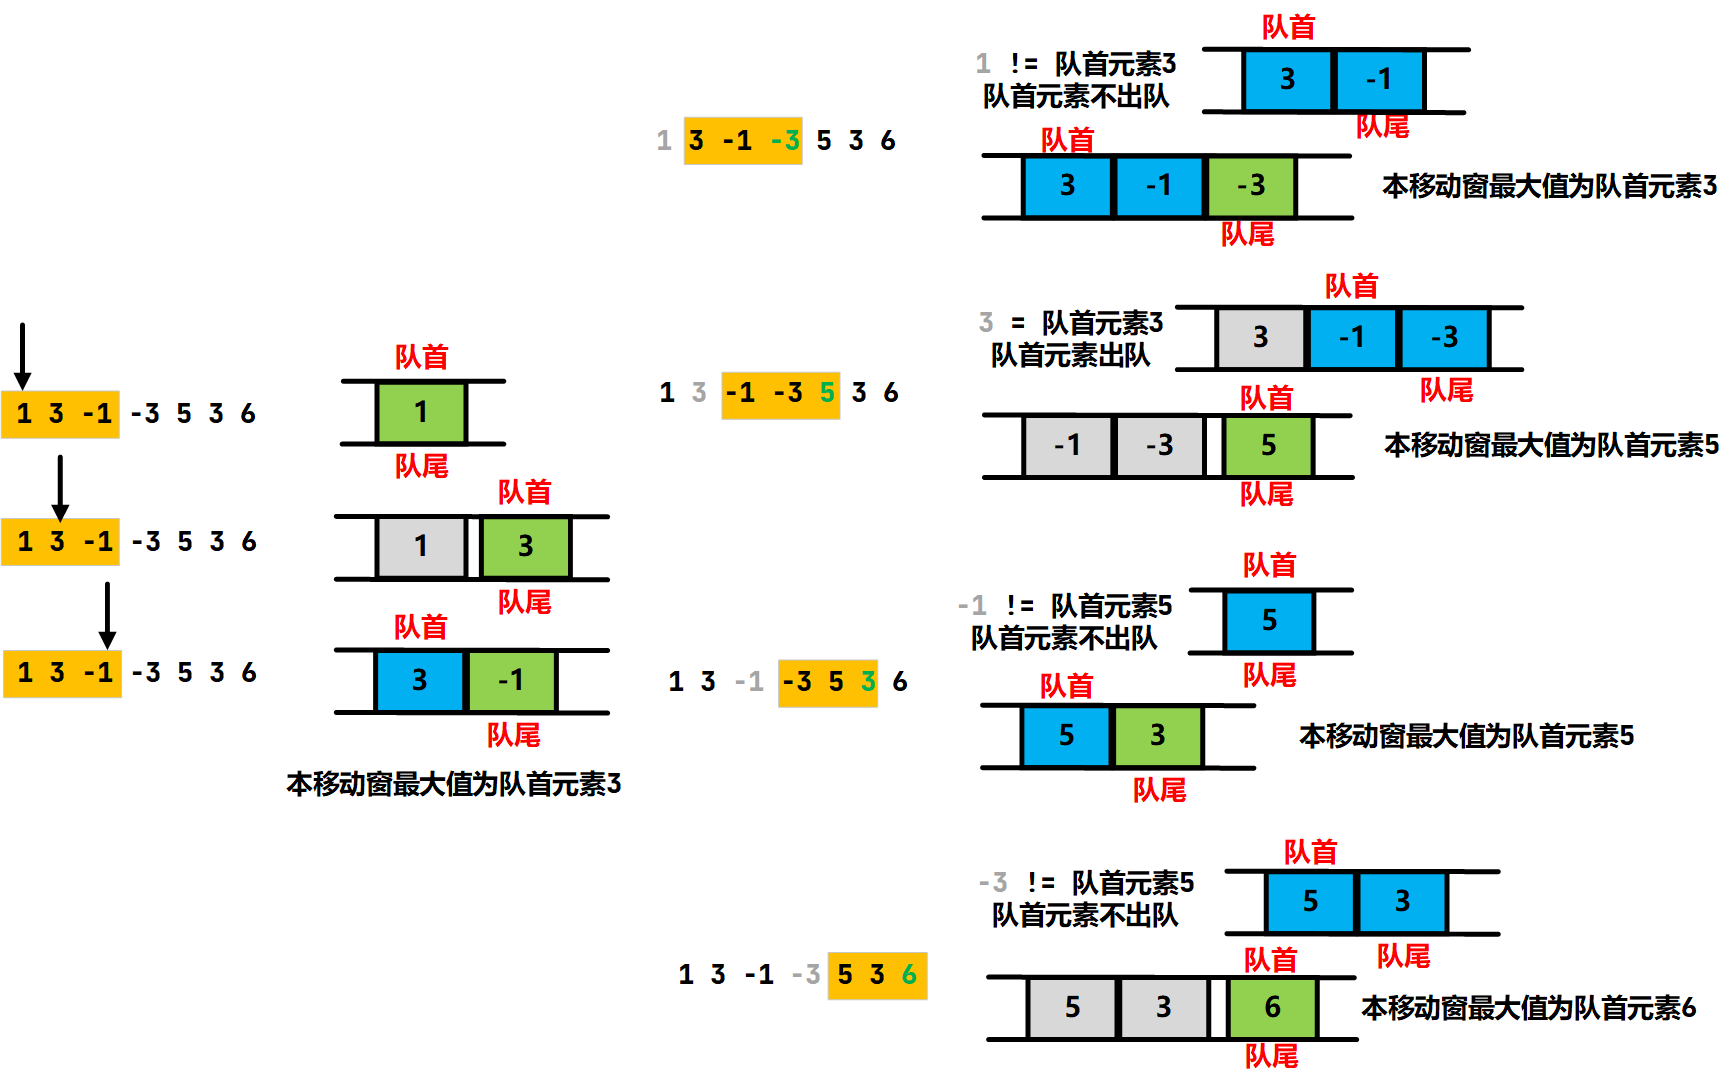 队首
1 3 -1 -3 5 3 6
1
队尾
队首
1 3 -1 -3 5 3 6
1 3
队尾
队首
1 3 -1 -3 5 3 6
3 -1
队尾
本移动窗最大值为队首元素3
队首
1 != 队首元素3
队首元素不出队
3 -1
队尾
1 3 -1 -3 5 3 6
队首
3 -1 -3
本移动窗最大值为队首元素3
队尾
队首
3 = 队首元素3
队首元素出队
3 -1 -3
队尾
1 3 -1 -3 5 3 6
队首
-1 -3 5
本移动窗最大值为队首元素5
队尾
队首
-1 != 队首元素5
队首元素不出队
5
队尾
1 3 -1 -3 5 3 6
队首
5 3
本移动窗最大值为队首元素5
队尾
队首
-3 != 队首元素5
队首元素不出队
5 3
队尾
1 3 -1 -3 5 3 6
队首
5 3 6
本移动窗最大值为队首元素6
队尾